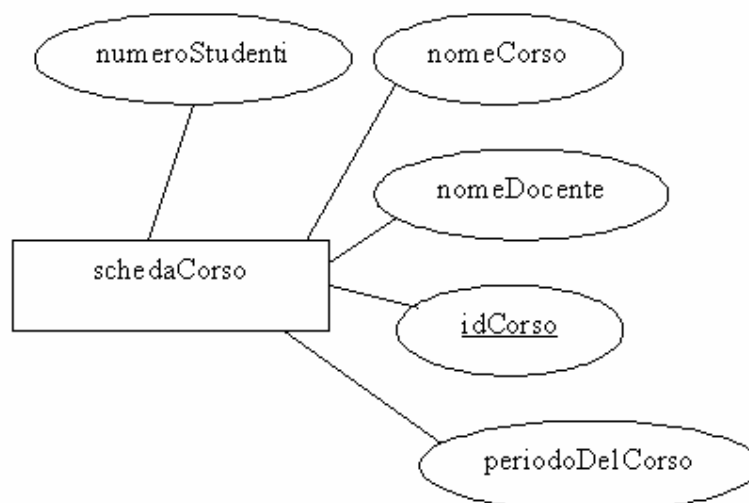 numeroStudenti
nomeCorso
nomeDocente
schedaCorso
idCorso
periodoDelCorso